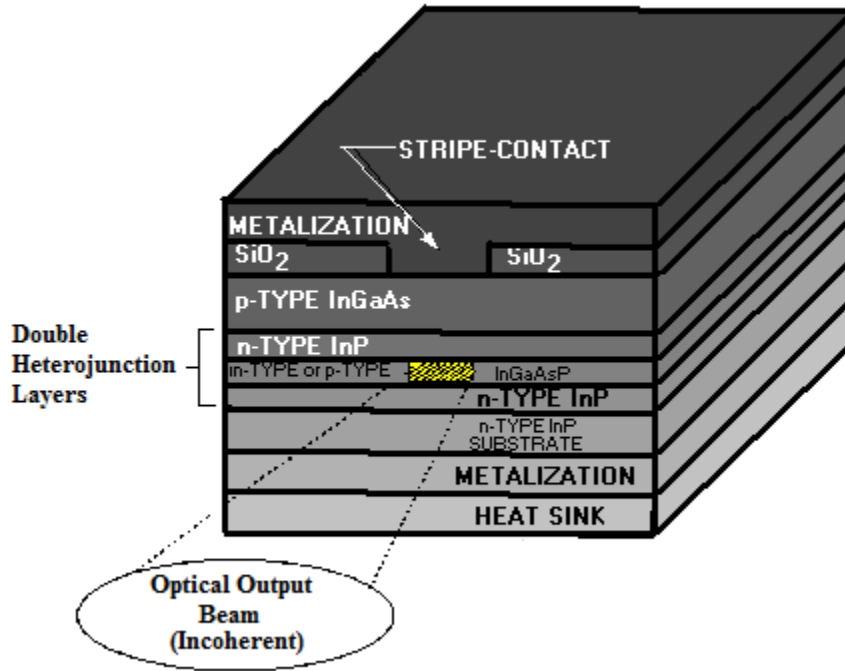 STRIPE-CONTACT
METALIZATION
SiO2
SiO2
p-TYPE InGaAs
Double
Heterojunction
Layers
n-TYPE InP
n-TYPE or p-TYPE
InGaAsP
n-TYPE InP
n-TYPE InP
SUBSTRATE
METALIZATION
HEAT SINK
Optical Output
Beam
(Incoherent)